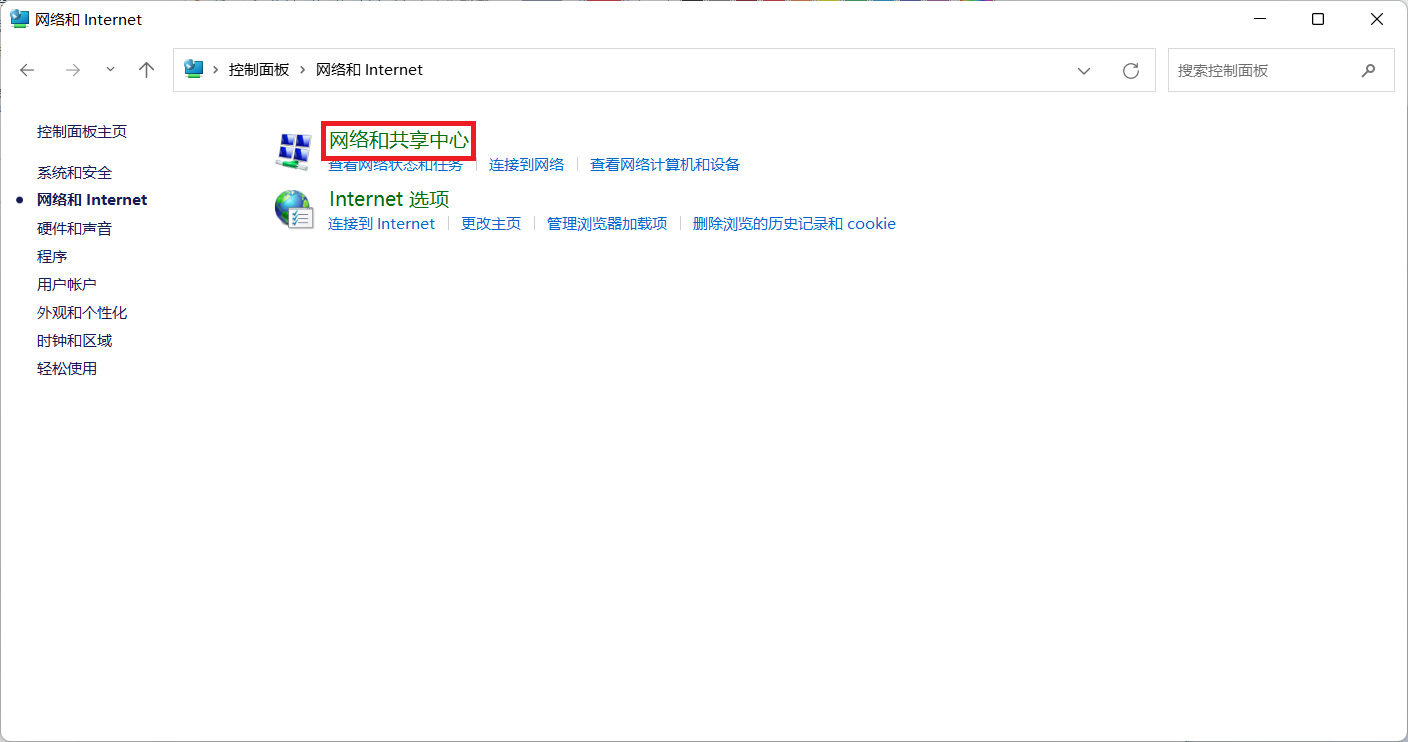 网络和 Internet
控制面板 › 网络和 Internet
搜索控制面板
控制面板主页
系统和安全
网络和 Internet
硬件和声音
程序
用户帐户
外观和个性化
时钟和区域
轻松使用
网络和共享中心
查看网络状态和任务 连接到网络 查看网络计算机和设备
Internet 选项
连接到 Internet 更改主页 管理浏览器加载项 删除浏览的历史记录和 cookie